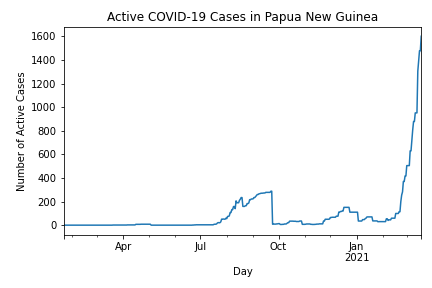 Active COVID-19 Cases in Papua New Guinea
Number of Active Cases
1600
1400
1200
1000
800
600
400
200
0
Apr
Jul
Oct
Jan
2021
Day